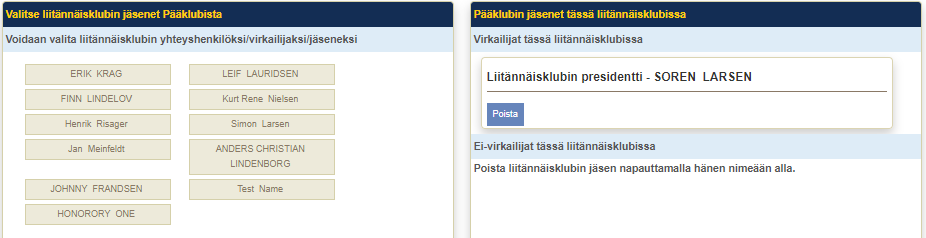 Valitse liitännäisklubin jäsenet Pääklubista
Voidaan valita liitännäisklubin yhteyshenkilöksi/virkailijaksi/jäseneksi
ERIK KRAG
LEIF LAURIDSEN
FINN LINDELOV
Kurt Rene Nielsen
Henrik Risager
Simon Larsen
Jan Meinfeldt
ANDERS CHRISTIAN
LINDENBORG
JOHNNY FRANDSEN
Test Name
HONORORY ONE
Pääklubin jäsenet tässä liitännäisklubissa
Virkailijat tässä liitännäisklubissa
Liitännäisklubin presidentti - SOREN LARSEN
Poista
Ei-virkailijat tässä liitännäisklubissa
Poista liitännäisklubin jäsen napauttamalla hänen nimeään alla.